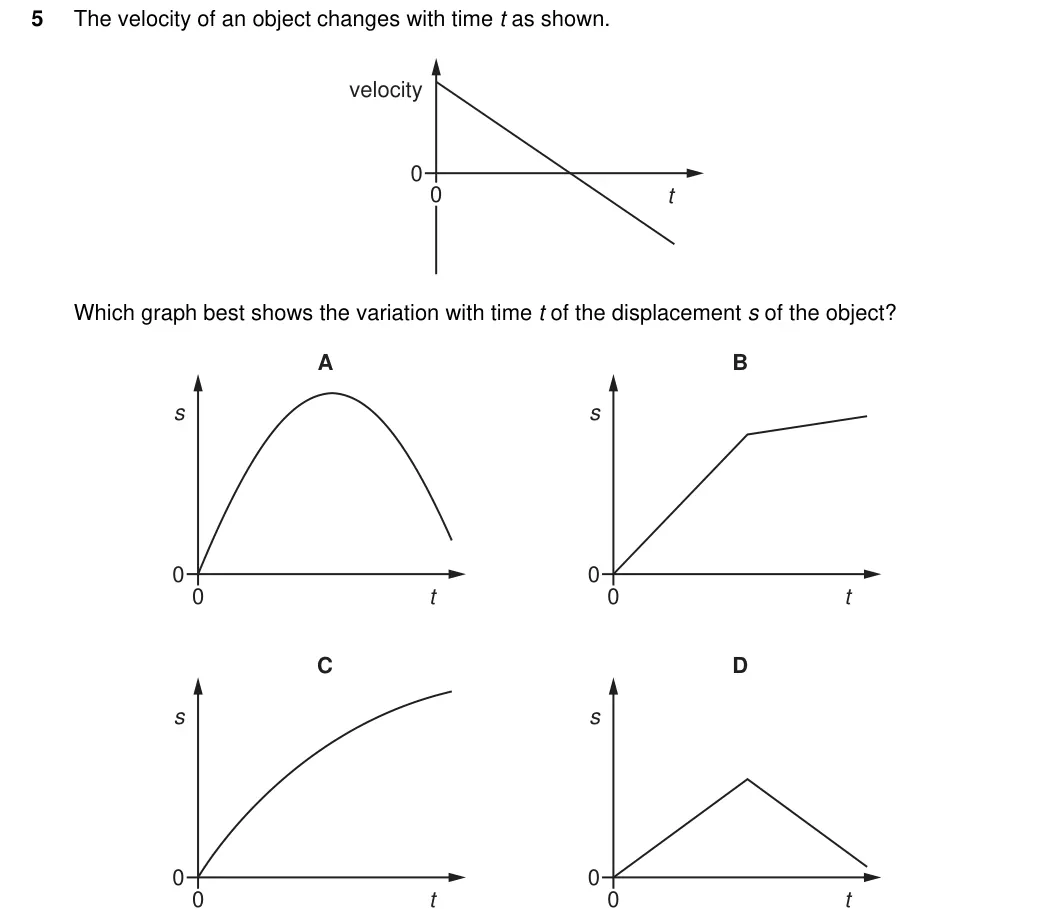 5 The velocity of an object changes with time t as shown.
velocity
0
0
t
Which graph best shows the variation with time t of the displacement s of the object?
A
B
s
s
0
0
0
t
0
t
C
D
s
s
0
0
0
t
0
t